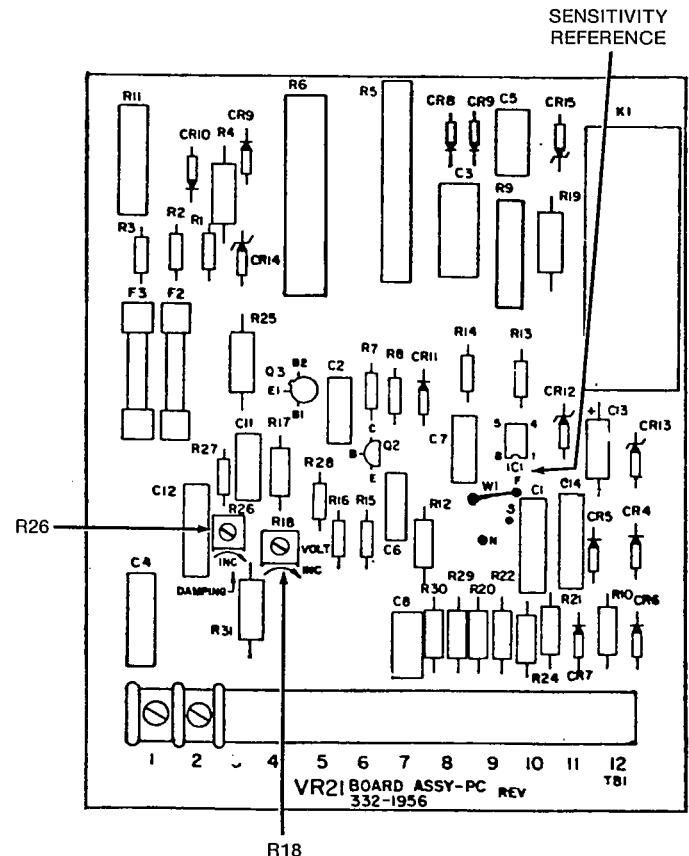 SENSITIVITY
REFERENCE
R11
CR10
R4
CR9
R6
R5
CR8
CR9
C5
CR15
K1
C3
R9
R19
R3
R2
R1
CR14
F3
F2
R25
Q3
B2
E1
B1
C2
R7
R8
CR11
R14
R13
CR12
+
C13
CR13
C
B
Q2
E
C7
5
4
8
1
IC1
R27
C11
R17
R28
C12
R26
R26
R18
VOLT
INC
INC
DAMPING
R16
R15
C6
R12
W1
F
S
N
C1
C14
CR5
CR4
C4
R31
C8
R30
R29
R20
R22
R24
R21
CR7
R10
CR6
1 2 3 4 5 6 7 8 9 10 11 12
TB1
VR21 BOARD ASSY-PC REV
332-1956
R18